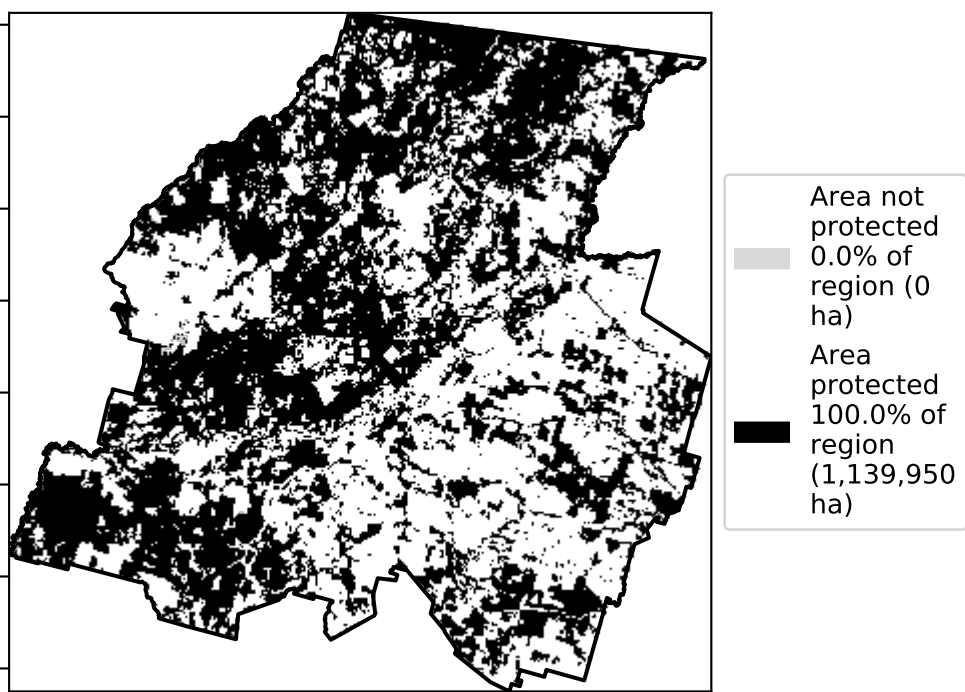 Area not
protected
0.0% of
region (0
ha)
Area
protected
100.0% of
region
(1,139,950
ha)